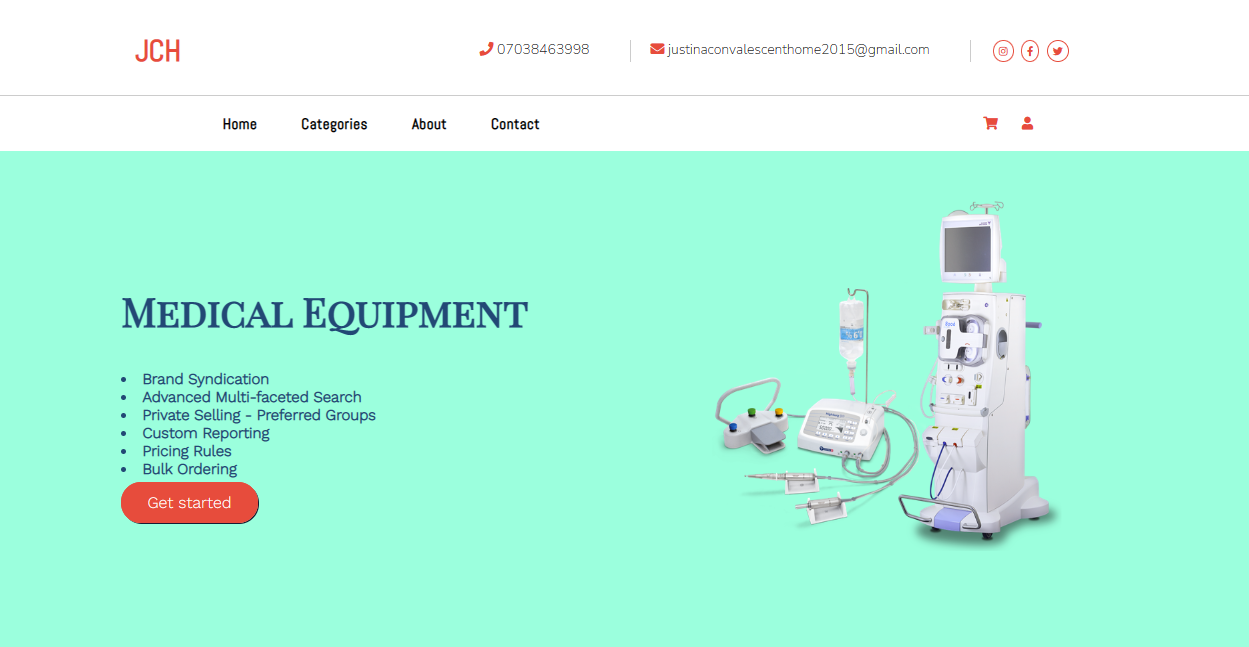 JCH
07038463998
justinaconvalescenthome2015@gmail.com
Home Categories About Contact
Medical Equipment
Brand Syndication
Advanced Multi-faceted Search
Private Selling - Preferred Groups
Custom Reporting
Pricing Rules
Bulk Ordering
Get started